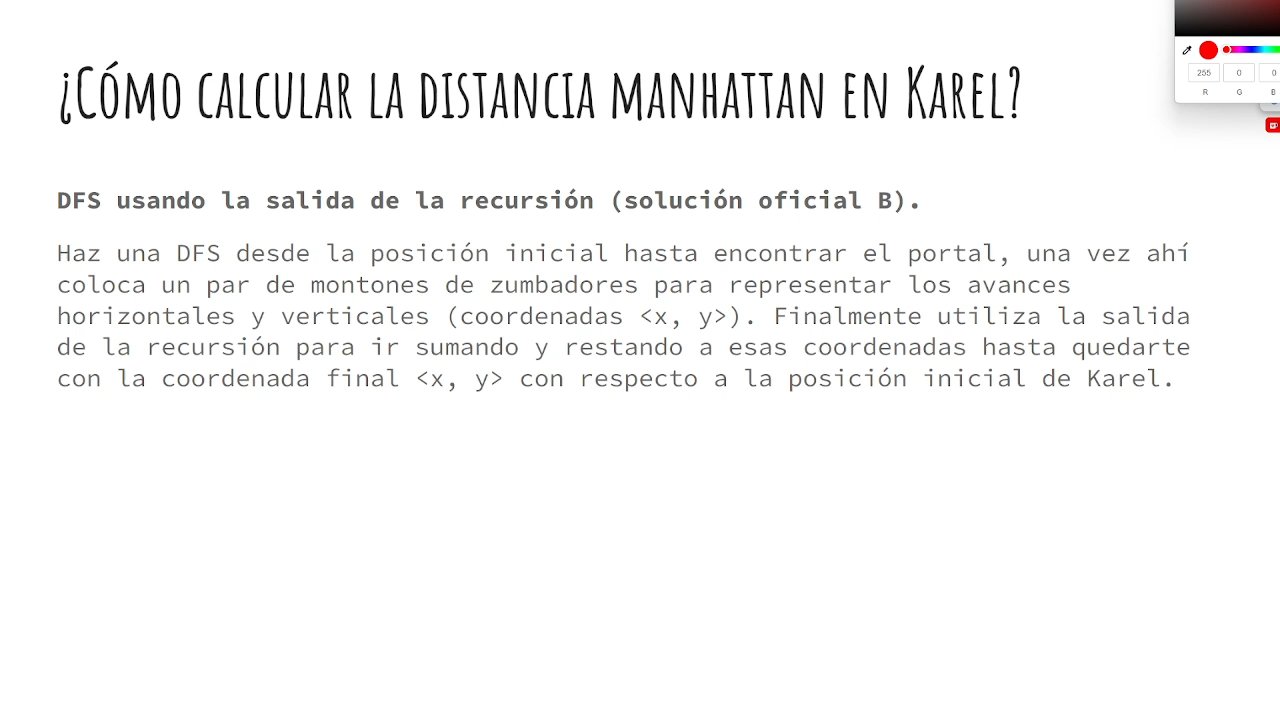 ¿Cómo calcular la distancia manhattan en Karel?
DFS usando la salida de la recursión (solución oficial B).
Haz una DFS desde la posición inicial hasta encontrar el portal, una vez ahí
coloca un par de montones de zumbadores para representar los avances
horizontales y verticales (coordenadas <x, y>). Finalmente utiliza la salida
de la recursión para ir sumando y restando a esas coordenadas hasta quedarte
con la coordenada final <x, y> con respecto a la posición inicial de Karel.
255 0 0
R G B